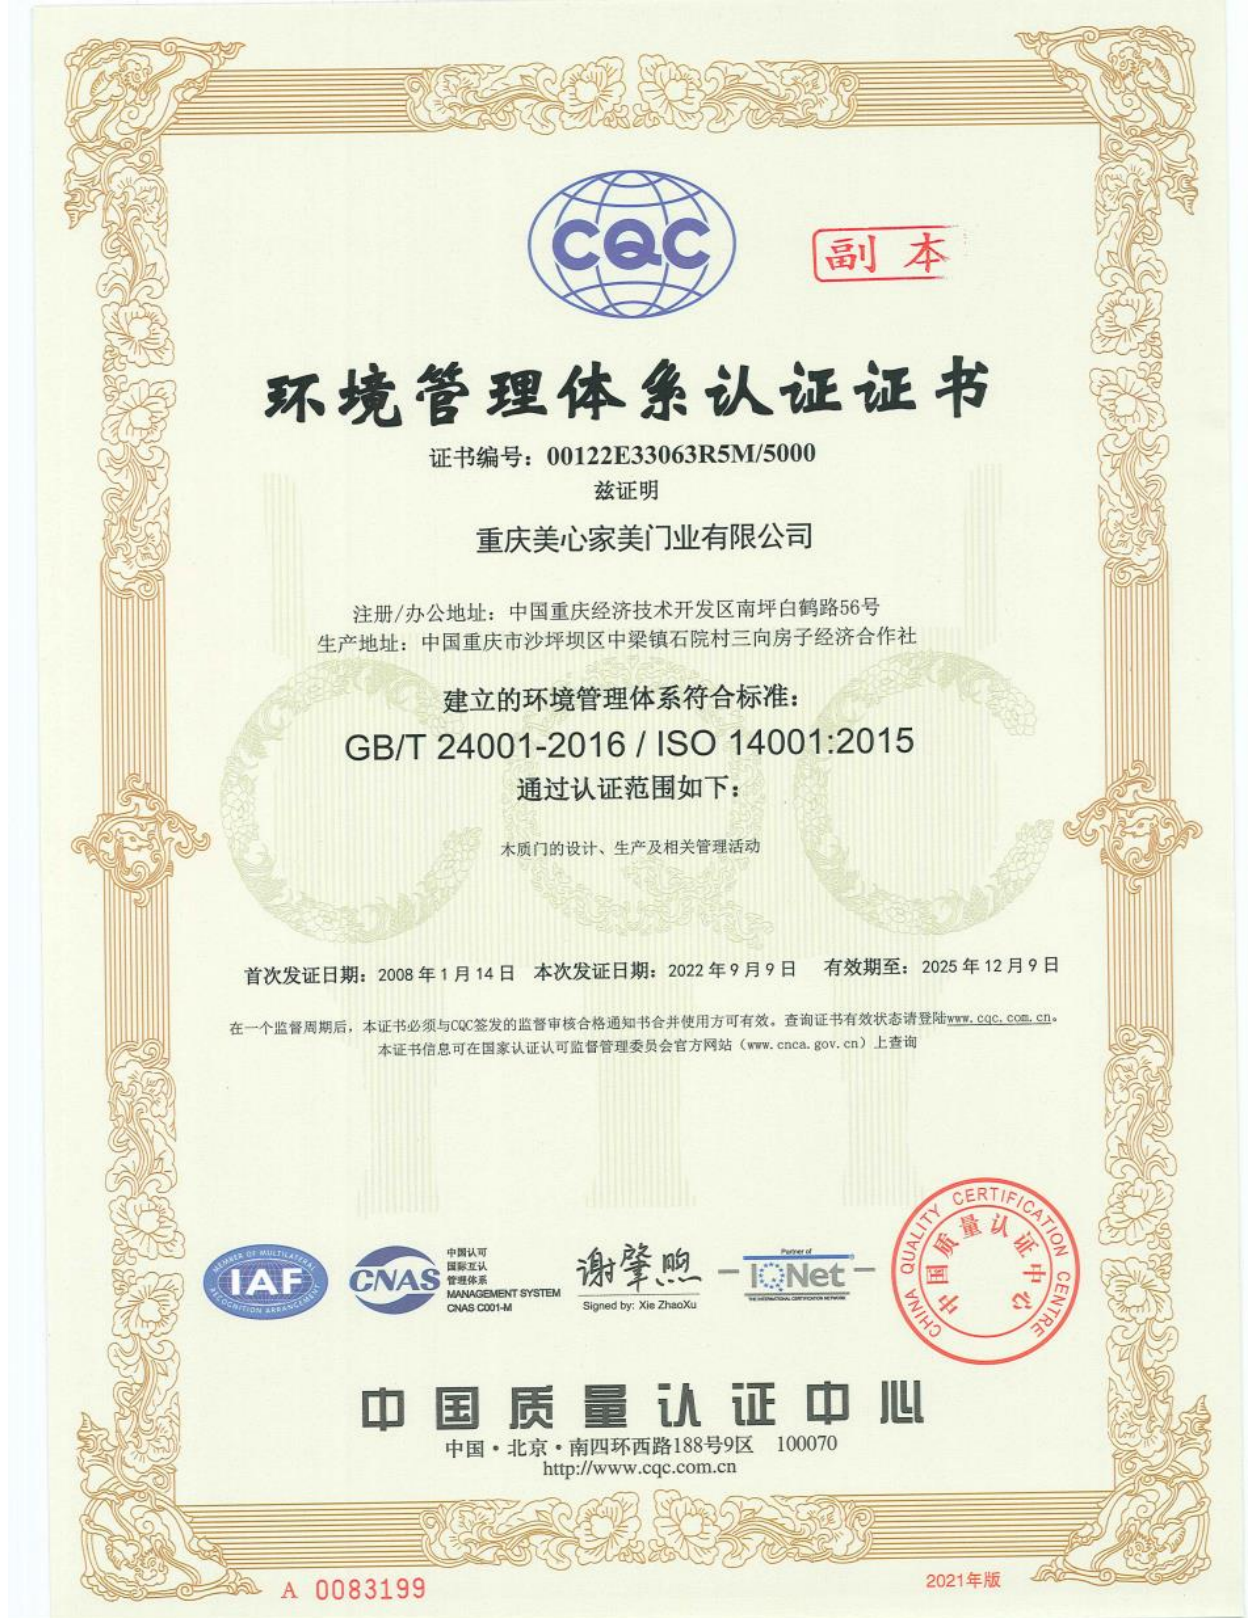 CQC
副 本
环境管理体系认证证书
证书编号：00122E33063R5M/5000
兹证明
重庆美心家美门业有限公司
注册/办公地址：中国重庆经济技术开发区南坪白鹤路56号
生产地址：中国重庆市沙坪坝区中梁镇石院村三向房子经济合作社
建立的环境管理体系符合标准：
GB/T 24001-2016 / ISO 14001:2015
通过认证范围如下：
木质门的设计、生产及相关管理活动
首次发证日期：2008 年 1 月 14 日 本次发证日期：2022 年 9 月 9 日 有效期至：2025 年 12 月 9 日
在一个监督周期后，本证书必须与CQC签发的监督审核合格通知书合并使用方可有效。查询证书有效状态请登陆www.cqc.com.cn。
本证书信息可在国家认证认可监督管理委员会官方网站（www.cnca.gov.cn）上查询
MEMBER OF MULTILATERAL
IAF
RECOGNITION ARRANGEMENT
CNAS
中国认可
国际互认
管理体系
MANAGEMENT SYSTEM
CNAS C001-M
谢肇煦
Signed by: Xie ZhaoXu
Partner of
IQNet
THE INTERNATIONAL CERTIFICATION NETWORK
CHINA QUALITY CERTIFICATION CENTRE
中国质量认证中心
中国质量认证中心
中国·北京·南四环西路188号9区 100070
http://www.cqc.com.cn
A 0083199
2021年版